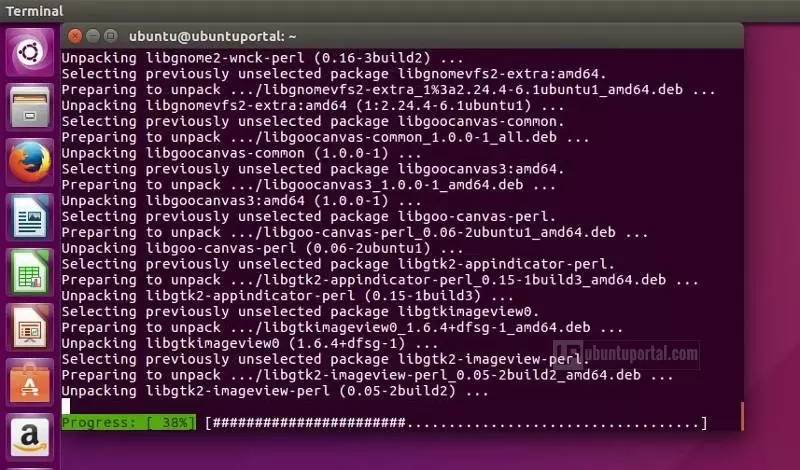 Terminal
ubuntu@ubuntuportal: ~
Unpacking libgnome2-wnck-perl (0.16-3build2) ...
Selecting previously unselected package libgnomevfs2-extra:amd64.
Preparing to unpack .../libgnomevfs2-extra_1%3a2.24.4-6.1ubuntu1_amd64.deb ...
Unpacking libgnomevfs2-extra:amd64 (1:2.24.4-6.1ubuntu1) ...
Selecting previously unselected package libgoocanvas-common.
Preparing to unpack .../libgoocanvas-common_1.0.0-1_all.deb ...
Unpacking libgoocanvas-common (1.0.0-1) ...
Selecting previously unselected package libgoocanvas3:amd64.
Preparing to unpack .../libgoocanvas3_1.0.0-1_amd64.deb ...
Unpacking libgoocanvas3:amd64 (1.0.0-1) ...
Selecting previously unselected package libgoo-canvas-perl.
Preparing to unpack .../libgoo-canvas-perl_0.06-2ubuntu1_amd64.deb ...
Unpacking libgoo-canvas-perl (0.06-2ubuntu1) ...
Selecting previously unselected package libgtk2-appindicator-perl.
Preparing to unpack .../libgtk2-appindicator-perl_0.15-1build3_amd64.deb ...
Unpacking libgtk2-appindicator-perl (0.15-1build3) ...
Selecting previously unselected package libgtkimageview0.
Preparing to unpack .../libgtkimageview0_1.6.4+dfsg-1_amd64.deb ...
Unpacking libgtkimageview0 (1.6.4+dfsg-1) ...
Selecting previously unselected package libgtk2-imageview-perl.
ubuntuportal.com
Preparing to unpack .../libgtk2-imageview-perl_0.05-2build2_amd64.deb ...
Unpacking libgtk2-imageview-perl (0.05-2build2) ...
Progress: [ 38%] [#######################...................................]
a